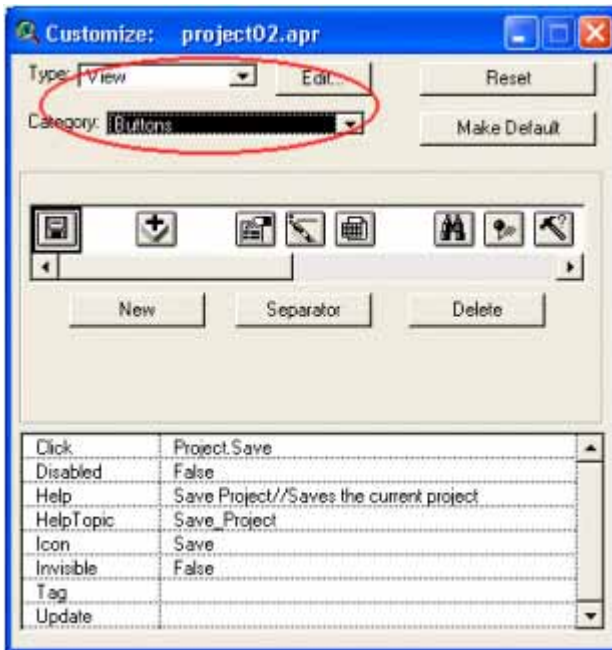 Customize: project02.apr
Type: View Edit... Reset
Category: Buttons Make Default
New Separator Delete
Click Project.Save
Disabled False
Help Save Project//Saves the current project
HelpTopic Save_Project
Icon Save
Invisible False
Tag
Update